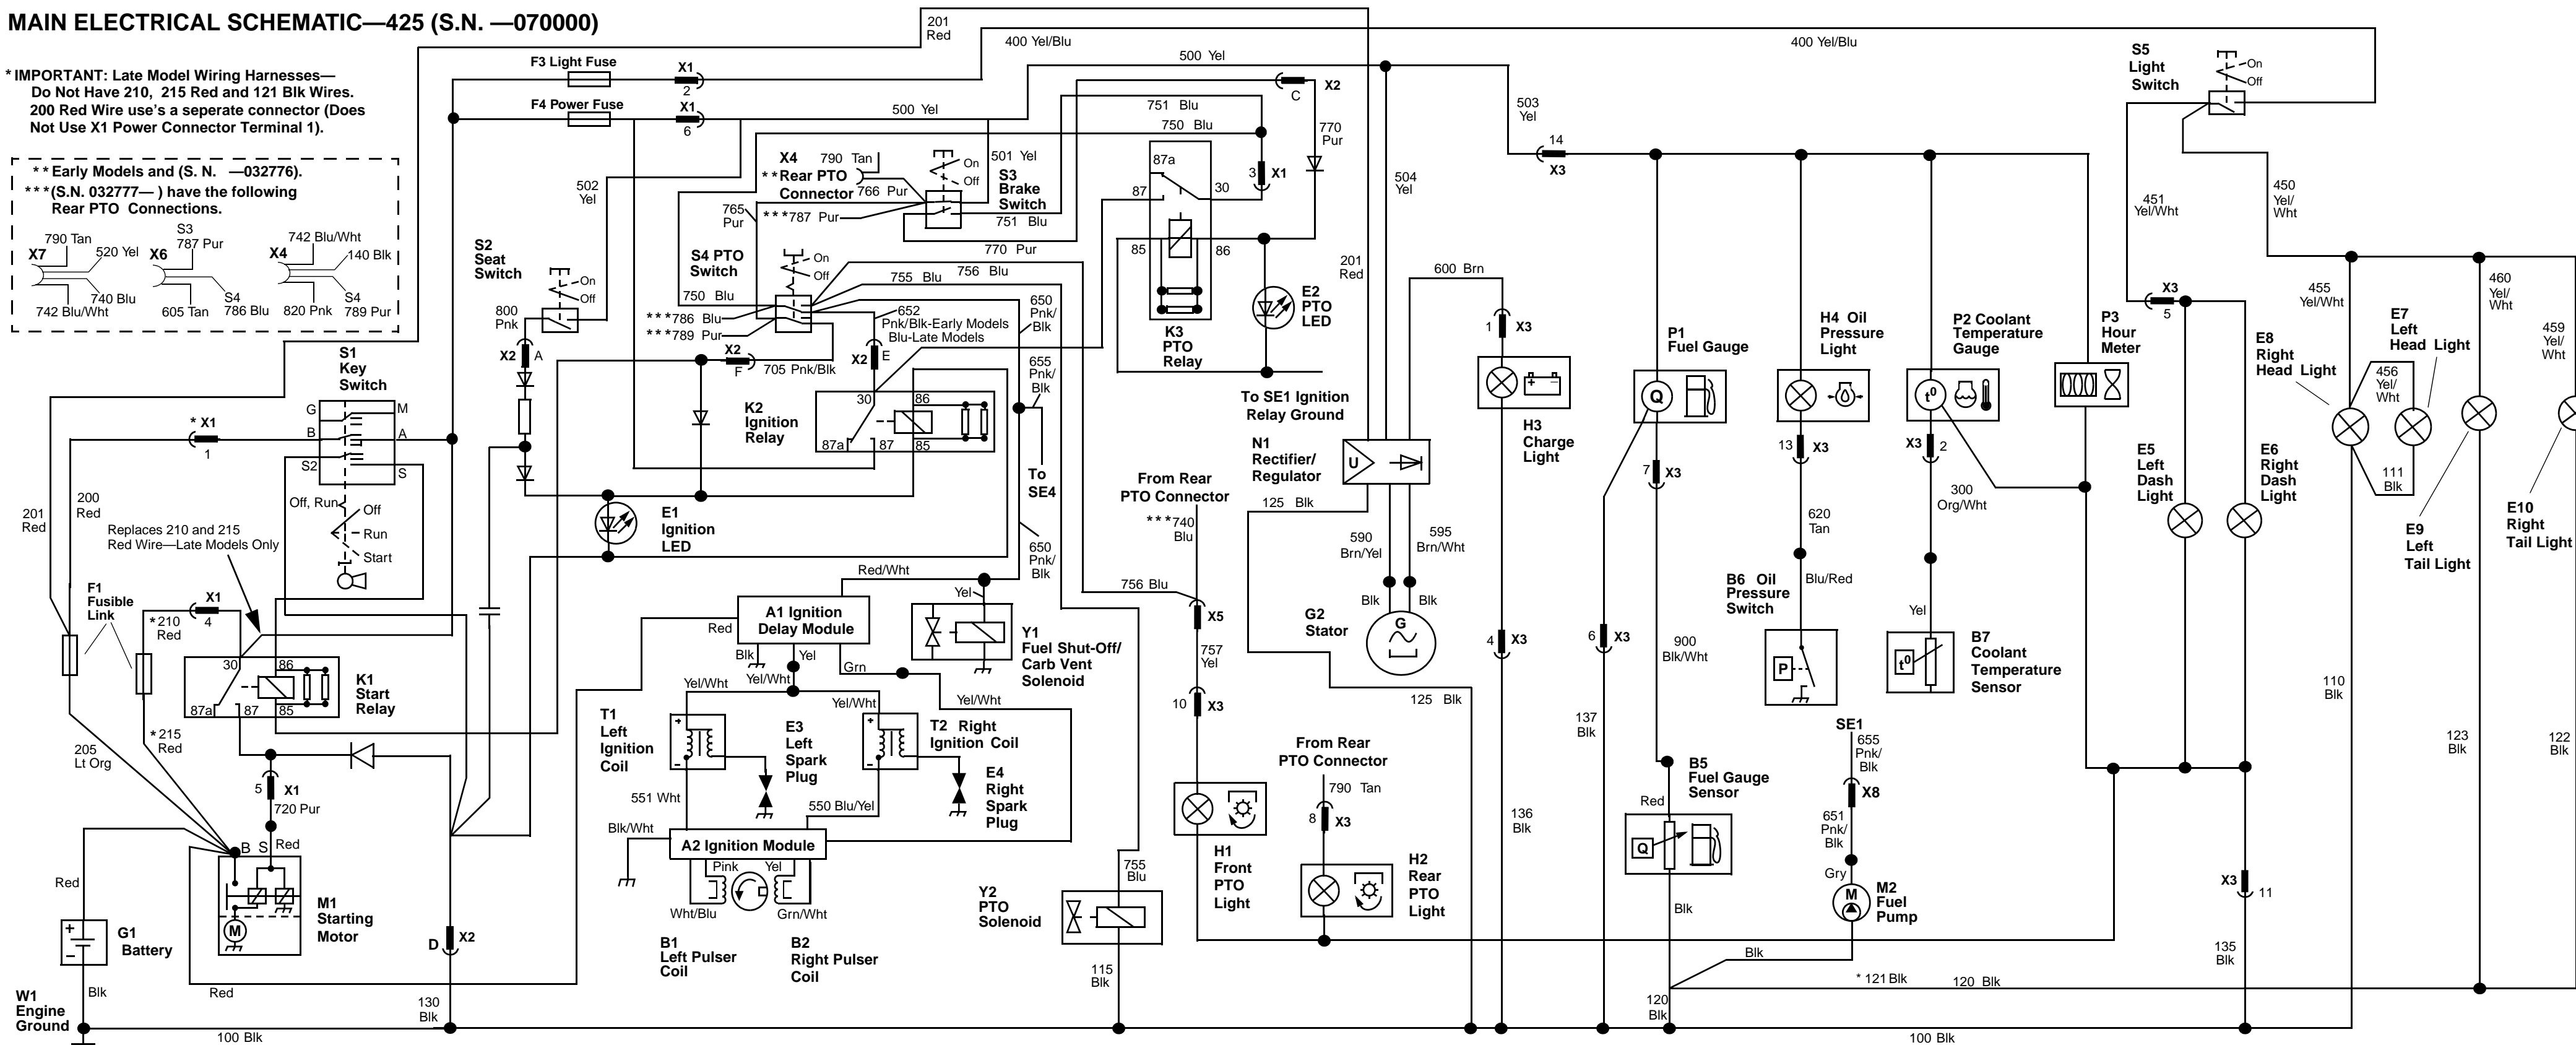 MAIN ELECTRICAL SCHEMATIC—425 (S.N. —070000)
* IMPORTANT: Late Model Wiring Harnesses—
Do Not Have 210, 215 Red and 121 Blk Wires.
200 Red Wire use's a seperate connector (Does
Not Use X1 Power Connector Terminal 1).
** Early Models and (S. N. —032776).
***(S.N. 032777— ) have the following
Rear PTO Connections.
X7
790 Tan
520 Yel
740 Blu
742 Blu/Wht
X6
S3
787 Pur
605 Tan
S4
786 Blu
X4
742 Blu/Wht
140 Blk
820 Pnk
S4
789 Pur
201
Red
400 Yel/Blu
400 Yel/Blu
F3 Light Fuse
X1
2
F4 Power Fuse
X1
6
500 Yel
500 Yel
C
X2
751 Blu
750 Blu
770
Pur
503
Yel
14
X3
S5
Light
Switch
On
Off
502
Yel
X4
**Rear PTO
Connector
790 Tan
766 Pur
On
Off
501 Yel
S3
Brake
Switch
751 Blu
765
Pur
***787 Pur
770 Pur
3
X1
87a
87
30
85
86
K3
PTO
Relay
E2
PTO
LED
504
Yel
201
Red
600 Brn
451
Yel/Wht
450
Yel/
Wht
S2
Seat
Switch
On
Off
800
Pnk
X2
A
S4 PTO
Switch
On
Off
750 Blu
***786 Blu
***789 Pur
756 Blu
755 Blu
652
Pnk/Blk-Early Models
Blu-Late Models
650
Pnk/
Blk
X2
F
705 Pnk/Blk
X2
E
655
Pnk/
Blk
To
SE4
K2
Ignition
Relay
30
86
87a
87
85
E1
Ignition
LED
650
Pnk/
Blk
S1
Key
Switch
G
B
S2
M
A
S
Off, Run
Off
Run
Start
* X1
1
201
Red
200
Red
Replaces 210 and 215
Red Wire—Late Models Only
F1
Fusible
Link
X1
4
*210
Red
30
86
87a
87
85
K1
Start
Relay
*215
Red
205
Lt Org
5
X1
720 Pur
B
S
Red
M
M1
Starting
Motor
Red
G1
Battery
+
–
Blk
Red
W1
Engine
Ground
100 Blk
130
Blk
D
X2
Red/Wht
Yel
A1 Ignition
Delay Module
Red
Blk
Yel
Grn
Yel/Wht
Yel/Wht
Yel/Wht
Yel/Wht
Y1
Fuel Shut-Off/
Carb Vent
Solenoid
T1
Left
Ignition
Coil
+
–
E3
Left
Spark
Plug
+
–
T2 Right
Ignition Coil
E4
Right
Spark
Plug
551 Wht
550 Blu/Yel
Blk/Wht
A2 Ignition Module
Pink
Yel
Wht/Blu
Grn/Wht
B1
Left Pulser
Coil
B2
Right Pulser
Coil
Y2
PTO
Solenoid
755
Blu
115
Blk
From Rear
PTO Connector
***740
Blu
756 Blu
X5
757
Yel
10
X3
H1
Front
PTO
Light
From Rear
PTO Connector
790 Tan
8
X3
H2
Rear
PTO
Light
To SE1 Ignition
Relay Ground
N1
Rectifier/
Regulator
U
125 Blk
590
Brn/Yel
595
Brn/Wht
Blk
Blk
G2
Stator
G
125 Blk
1
X3
+
–
H3
Charge
Light
4
X3
136
Blk
P1
Fuel Gauge
Q
7
X3
6
X3
900
Blk/Wht
137
Blk
B5
Fuel Gauge
Sensor
Red
Q
Blk
120
Blk
H4 Oil
Pressure
Light
13
X3
620
Tan
B6 Oil
Pressure
Switch
Blu/Red
P
SE1
655
Pnk/
Blk
X8
651
Pnk/
Blk
Gry
M
M2
Fuel
Pump
Blk
* 121 Blk
120 Blk
P2 Coolant
Temperature
Gauge
t0
X3
2
300
Org/Wht
Yel
t0
B7
Coolant
Temperature
Sensor
P3
Hour
Meter
X3
5
E5
Left
Dash
Light
E6
Right
Dash
Light
X3
11
135
Blk
100 Blk
455
Yel/Wht
E8
Right
Head Light
E7
Left
Head Light
456
Yel/
Wht
111
Blk
460
Yel/
Wht
459
Yel/
Wht
E9
Left
Tail Light
E10
Right
Tail Light
110
Blk
123
Blk
122
Blk